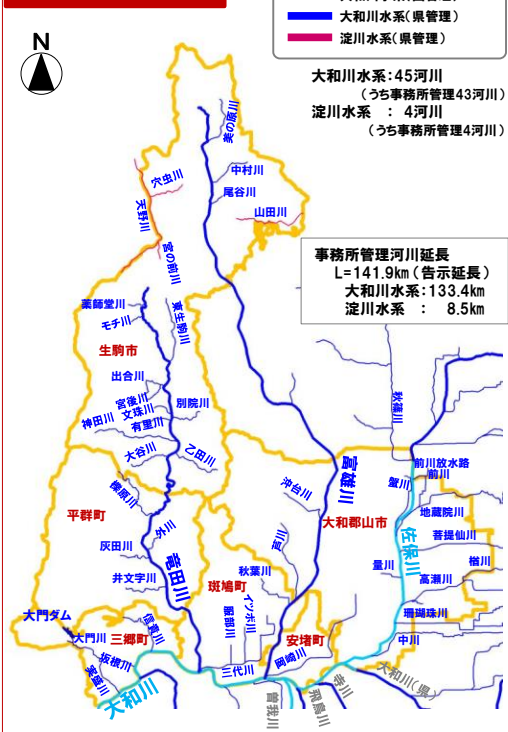 大和川水系(県管理)
淀川水系(県管理)
N
大和川水系:45河川
(うち事務所管理43河川)
淀川水系 : 4河川
(うち事務所管理4河川)
事務所管理河川延長
L=141.9km(告示延長)
大和川水系:133.4km
淀川水系 : 8.5km
美の原川
中村川
尾谷川
穴虫川
天野川
山田川
宮の前川
薬師堂川
モチ川
東生駒川
生駒市
出合川
宮後川
文珠川
別院川
神田川
有里川
大谷川
乙田川
秋篠川
富雄川
前川放水路
前川
蟹川
沖台川
大和郡山市
地蔵院川
佐保川
菩提仙川
芦川
平群町
櫟原川
外川
灰田川
竜田川
井文字川
斑鳩町
秋葉川
イツボ川
服部川
量川
高瀬川
楢川
珊瑚珠川
中川
大門ダム
大門川
三郷町
信貴川
坂根川
実盛川
大和川
三代川
岡崎川
安堵町
曽我川
飛鳥川
寺川
大和川(県)